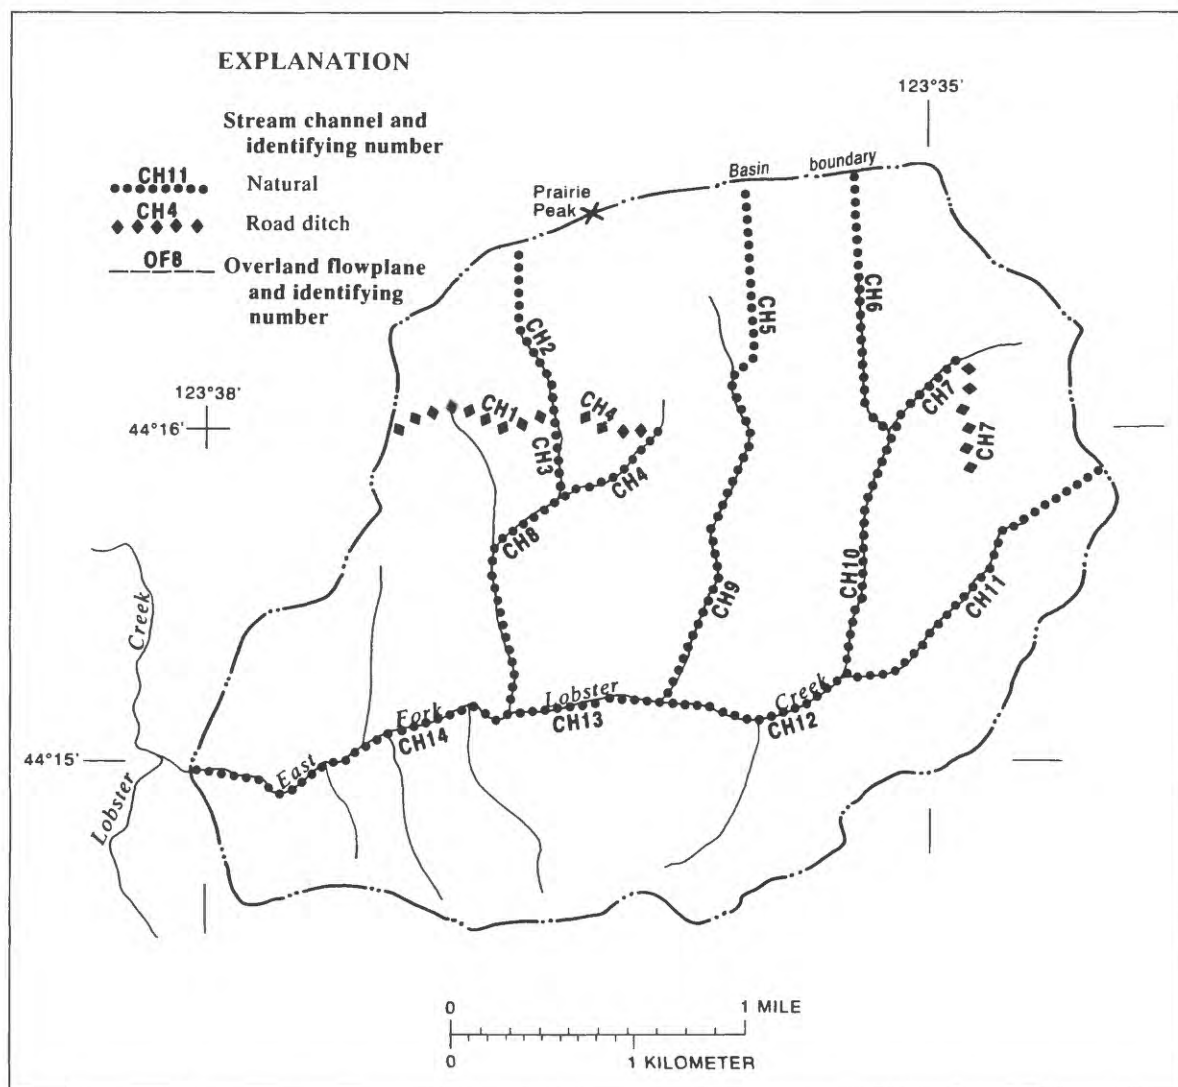 EXPLANATION
Stream channel and
identifying number
CH11
Natural
CH4
Road ditch
OF8
Overland flowplane
and identifying
number
123°35'
Basin boundary
Prairie
Peak
CH2
CH5
CH6
123°38'
44°16'
CH1
CH4
CH7
CH7
CH3
CH4
CH8
CH10
CH9
CH11
Creek
Lobster
Creek
Fork
CH13
CH12
CH14
44°15'
East
Lobster
0 1 MILE
0 1 KILOMETER